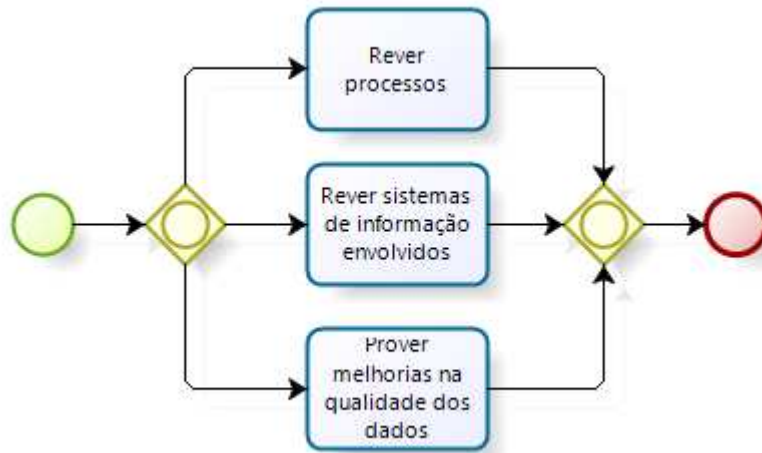 Rever
processos
Rever sistemas
de informação
envolvidos
Prover
melhorias na
qualidade dos
dados